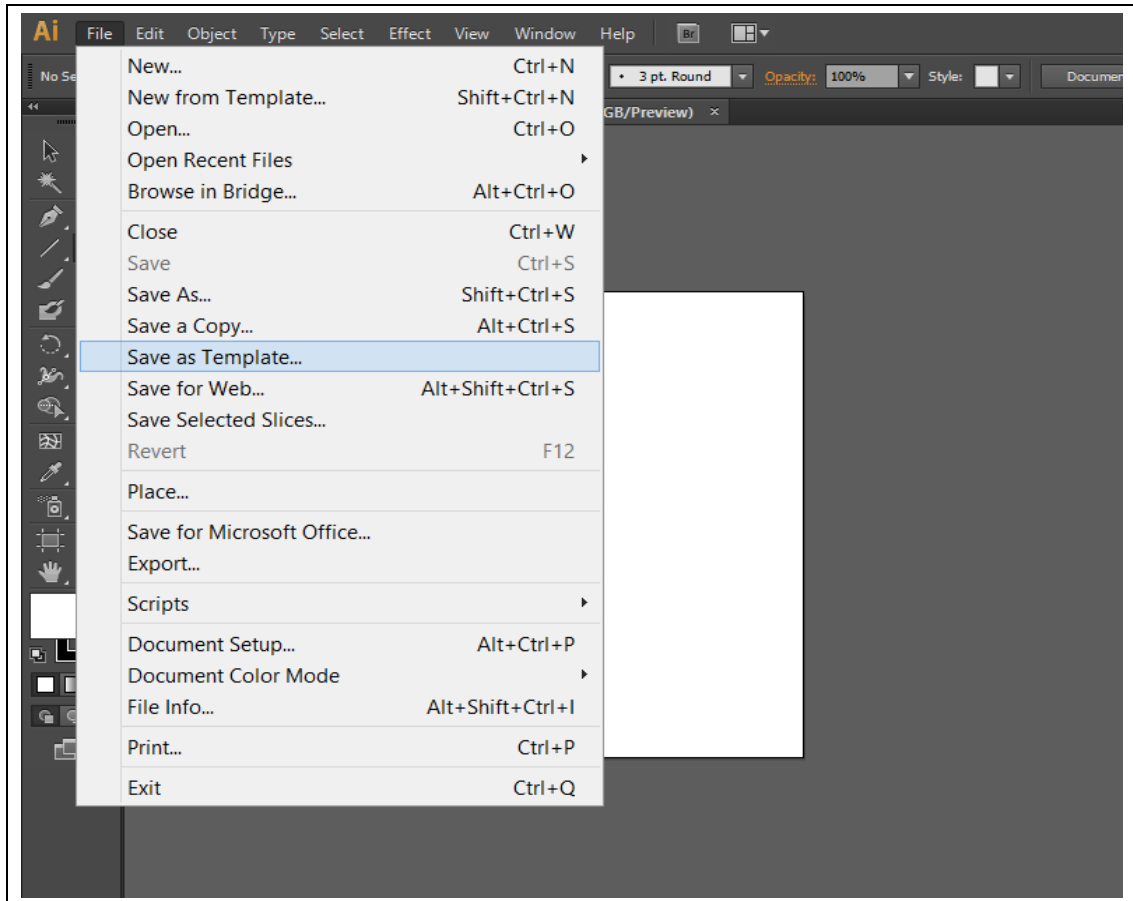 Ai File Edit Object Type Select Effect View Window Help Br
No Se 3 pt. Round Opacity: 100% Style: Documen
GB/Preview) ×
New... Ctrl+N
New from Template... Shift+Ctrl+N
Open... Ctrl+O
Open Recent Files
Browse in Bridge... Alt+Ctrl+O
Close Ctrl+W
Save Ctrl+S
Save As... Shift+Ctrl+S
Save a Copy... Alt+Ctrl+S
Save as Template...
Save for Web... Alt+Shift+Ctrl+S
Save Selected Slices...
Revert F12
Place...
Save for Microsoft Office...
Export...
Scripts
Document Setup... Alt+Ctrl+P
Document Color Mode
File Info... Alt+Shift+Ctrl+I
Print... Ctrl+P
Exit Ctrl+Q